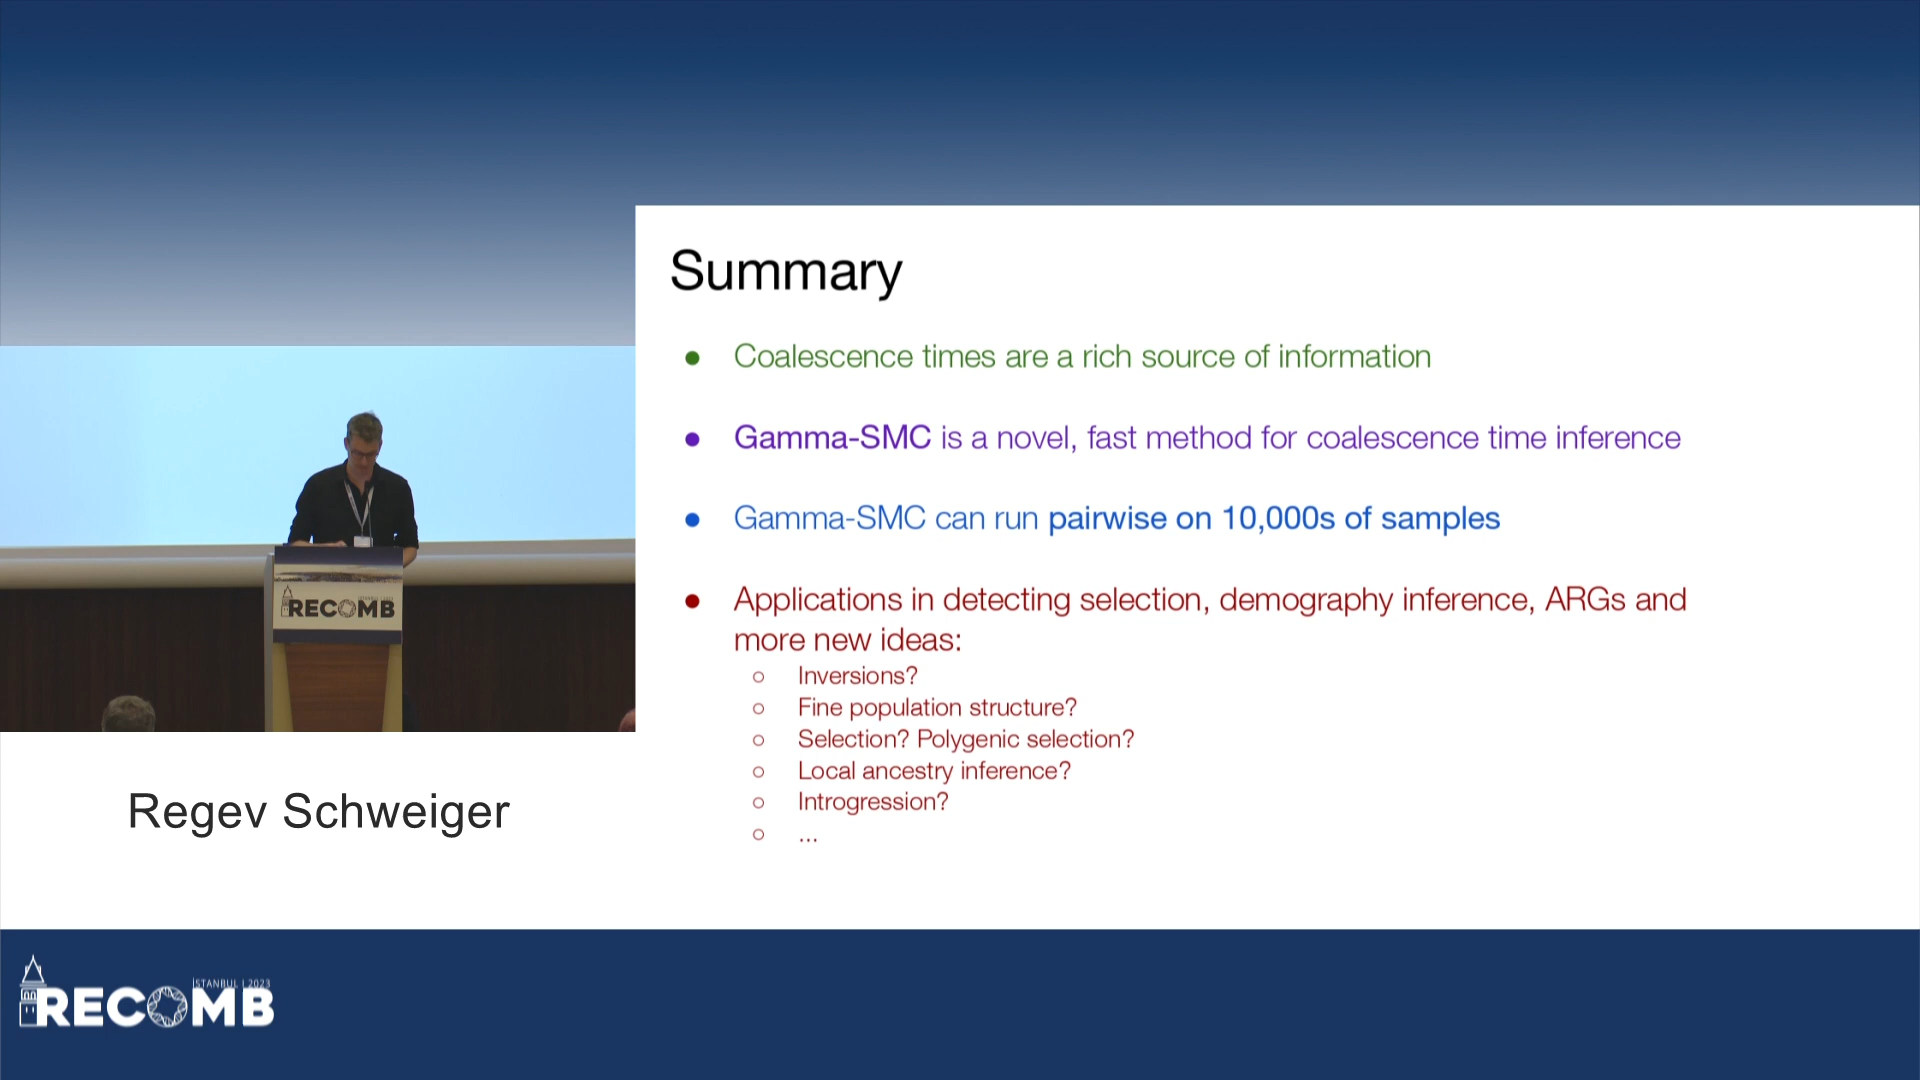 Summary
● Coalescence times are a rich source of information
● Gamma-SMC is a novel, fast method for coalescence time inference
● Gamma-SMC can run pairwise on 10,000s of samples
● Applications in detecting selection, demography inference, ARGs and
more new ideas:
○ Inversions?
○ Fine population structure?
○ Selection? Polygenic selection?
○ Local ancestry inference?
○ Introgression?
○ ...
RECOMB
Regev Schweiger
İSTANBUL | 2023
RECOMB